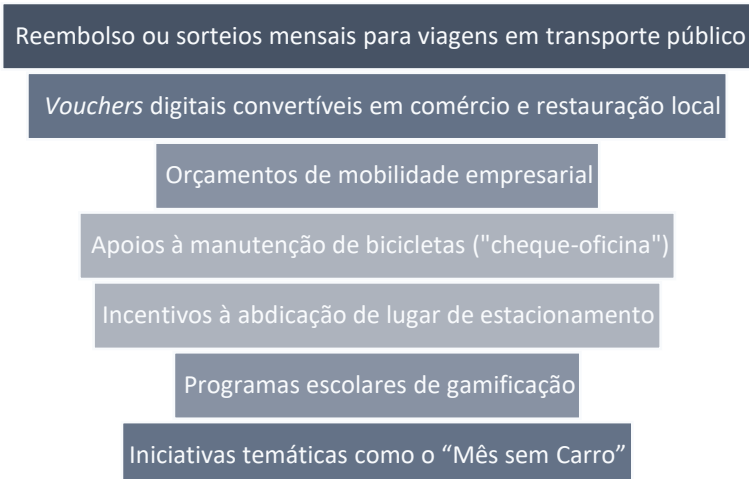 Reembolso ou sorteios mensais para viagens em transporte público
Vouchers digitais convertíveis em comércio e restauração local
Orçamentos de mobilidade empresarial
Apoios à manutenção de bicicletas ("cheque-oficina")
Incentivos à abdicação de lugar de estacionamento
Programas escolares de gamificação
Iniciativas temáticas como o “Mês sem Carro”